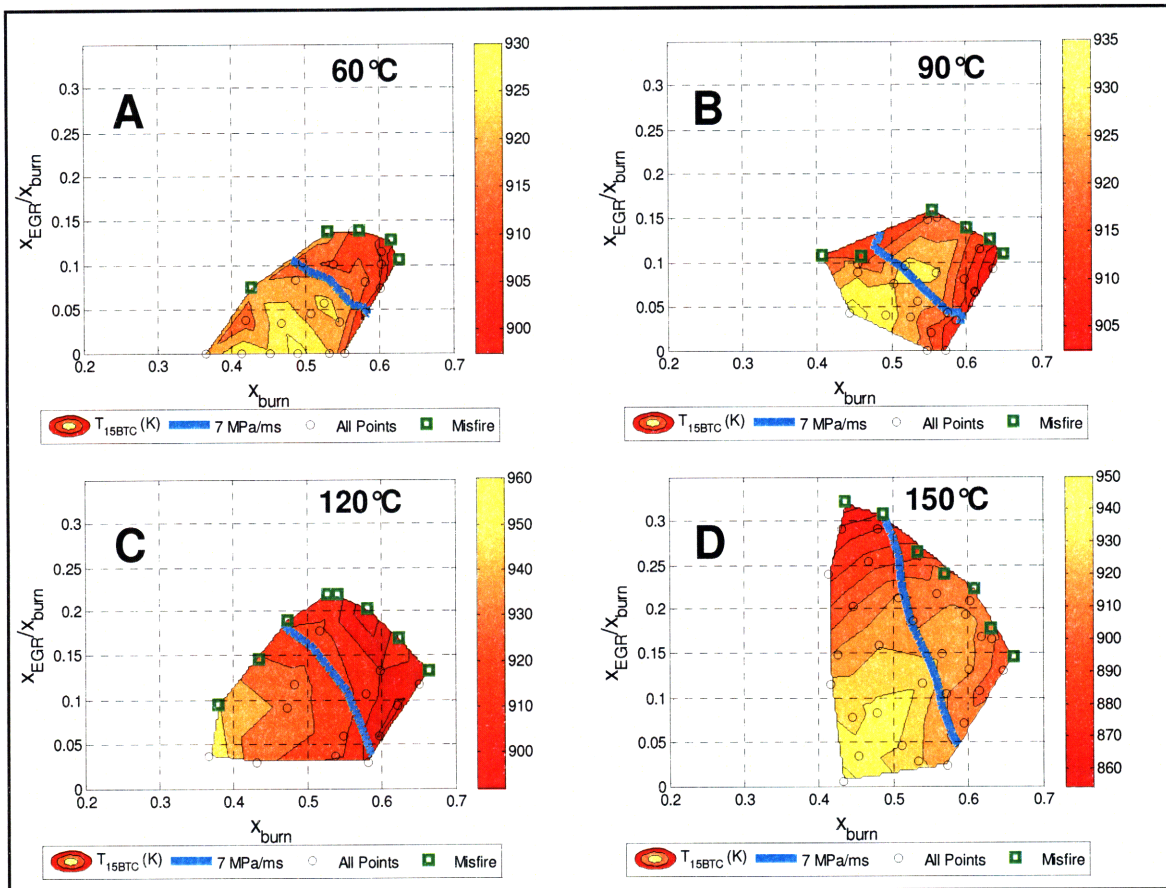 A
60°C
0.3
0.25
0.2
0.15
0.1
0.05
0
0.2 0.3 0.4 0.5 0.6 0.7
x_EGR/x_burn
x_burn
930
925
920
915
910
905
900
T_15BTC (K) 7 MPa/ms All Points Misfire
B
90°C
0.3
0.25
0.2
0.15
0.1
0.05
0
0.2 0.3 0.4 0.5 0.6 0.7
x_EGR/x_burn
x_burn
935
930
925
920
915
910
905
T_15BTC (K) 7 MPa/ms All Points Misfire
C
120°C
0.3
0.25
0.2
0.15
0.1
0.05
0
0.2 0.3 0.4 0.5 0.6 0.7
x_EGR/x_burn
x_burn
960
950
940
930
920
910
900
T_15BTC (K) 7 MPa/ms All Points Misfire
D
150°C
0.3
0.25
0.2
0.15
0.1
0.05
0
0.2 0.3 0.4 0.5 0.6 0.7
x_EGR/x_burn
x_burn
950
940
930
920
910
900
890
880
870
860
T_15BTC (K) 7 MPa/ms All Points Misfire